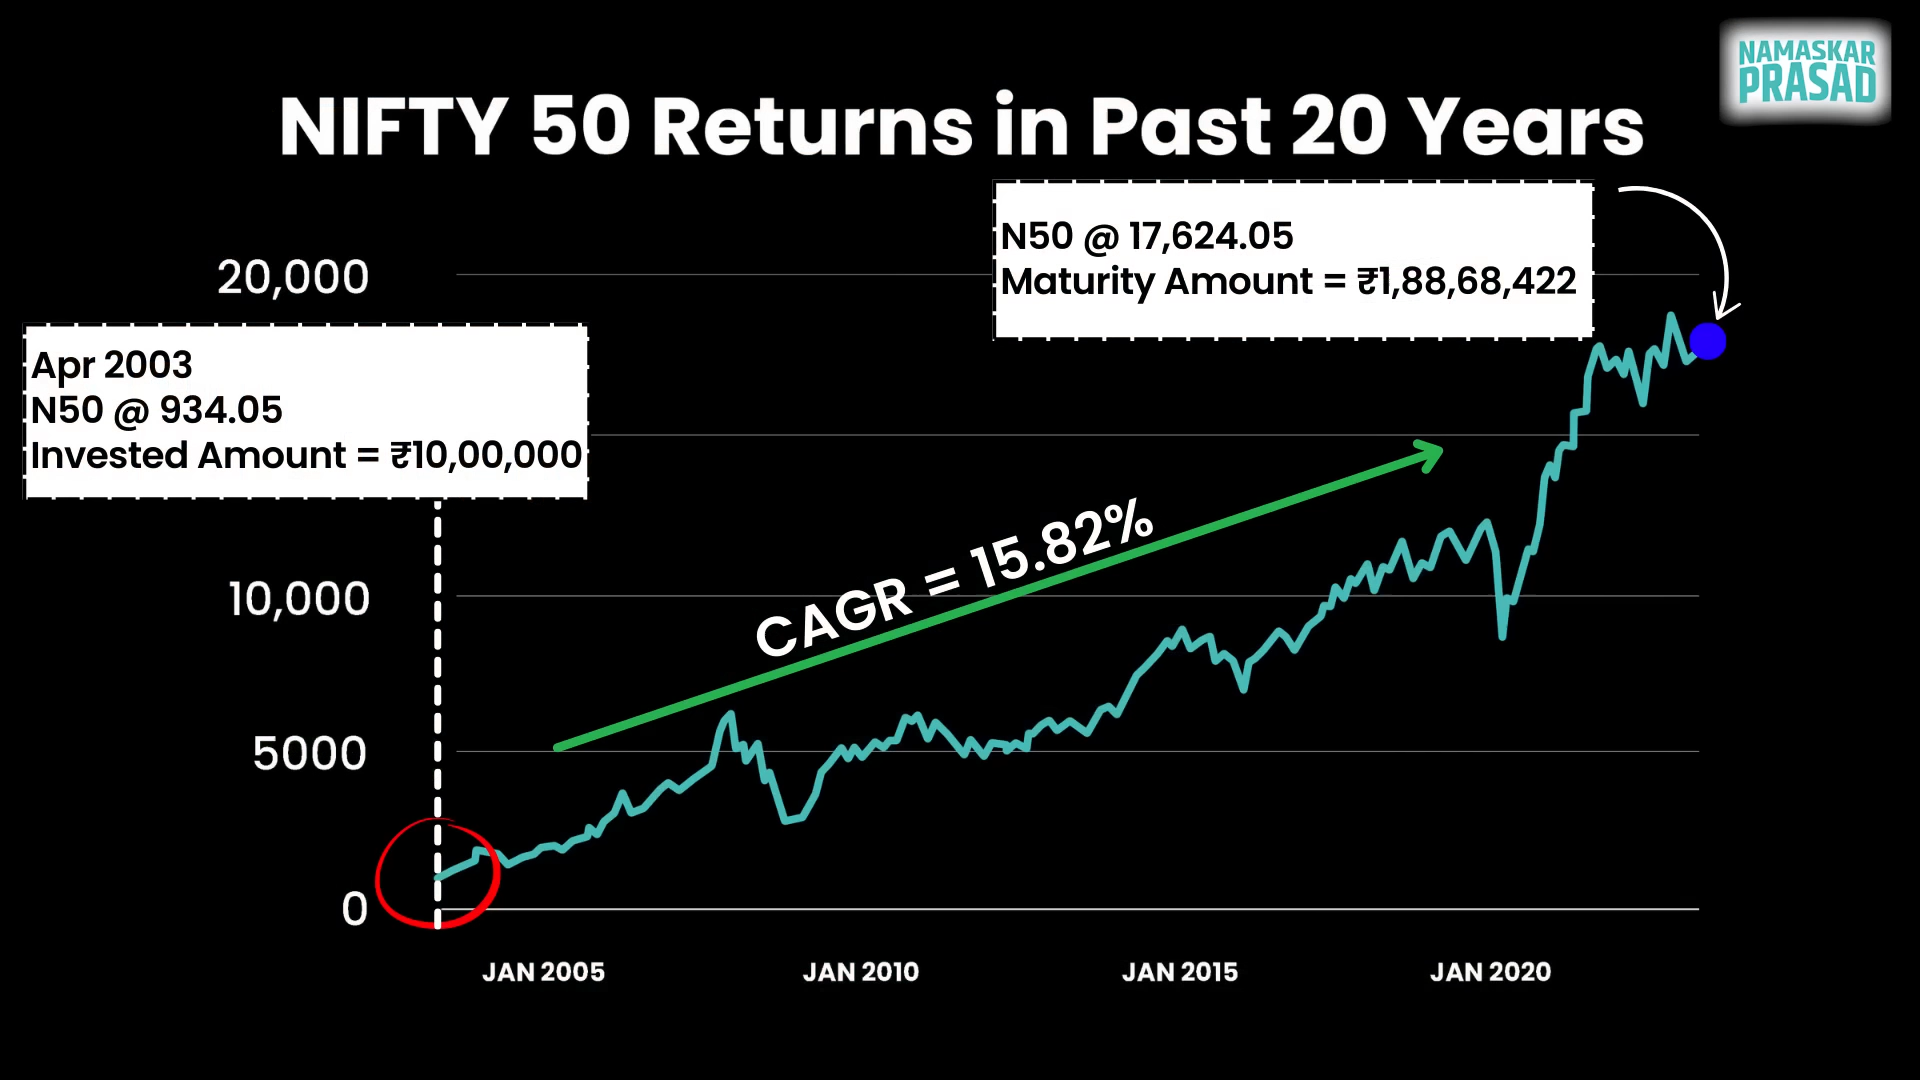 NAMASKAR
PRASAD
NIFTY 50 Returns in Past 20 Years
N50 @ 17,624.05
Maturity Amount = ₹1,88,68,422
20,000
Apr 2003
N50 @ 934.05
Invested Amount = ₹10,00,000
CAGR = 15.82%
10,000
5000
0
JAN 2005 JAN 2010 JAN 2015 JAN 2020